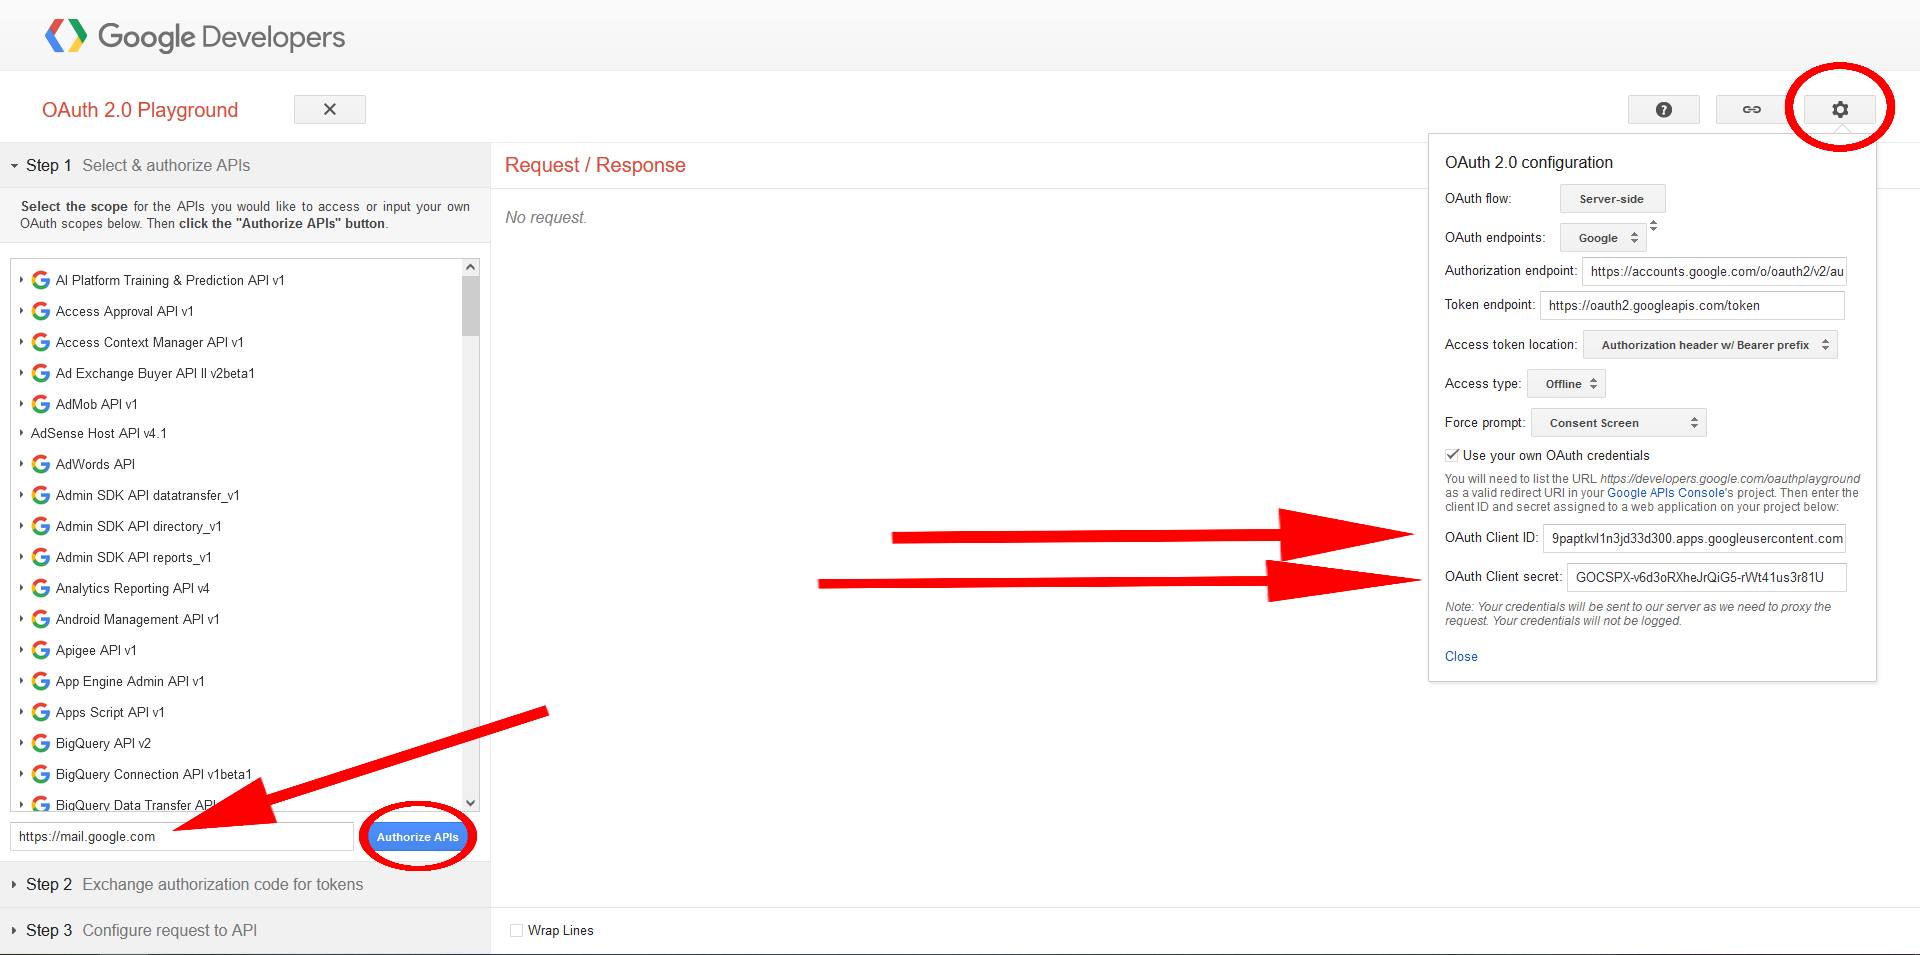 Google Developers
OAuth 2.0 Playground
Step 1 Select & authorize APIs
Select the scope for the APIs you would like to access or input your own
OAuth scopes below. Then click the "Authorize APIs" button.
AI Platform Training & Prediction API v1
Access Approval API v1
Access Context Manager API v1
Ad Exchange Buyer API II v2beta1
AdMob API v1
AdSense Host API v4.1
AdWords API
Admin SDK API datatransfer_v1
Admin SDK API directory_v1
Admin SDK API reports_v1
Analytics Reporting API v4
Android Management API v1
Apigee API v1
App Engine Admin API v1
Apps Script API v1
BigQuery API v2
BigQuery Connection API v1beta1
BigQuery Data Transfer API
https://mail.google.com
Authorize APIs
Step 2 Exchange authorization code for tokens
Step 3 Configure request to API
Request / Response
No request.
Wrap Lines
OAuth 2.0 configuration
OAuth flow: Server-side
OAuth endpoints: Google
Authorization endpoint: https://accounts.google.com/o/oauth2/v2/au
Token endpoint: https://oauth2.googleapis.com/token
Access token location: Authorization header w/ Bearer prefix
Access type: Offline
Force prompt: Consent Screen
Use your own OAuth credentials
You will need to list the URL https://developers.google.com/oauthplayground
as a valid redirect URI in your Google APIs Console's project. Then enter the
client ID and secret assigned to a web application on your project below:
OAuth Client ID: 9paptkvl1n3jd33d300.apps.googleusercontent.com
OAuth Client secret: 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
Note: Your credentials will be sent to our server as we need to proxy the
request. Your credentials will not be logged.
Close